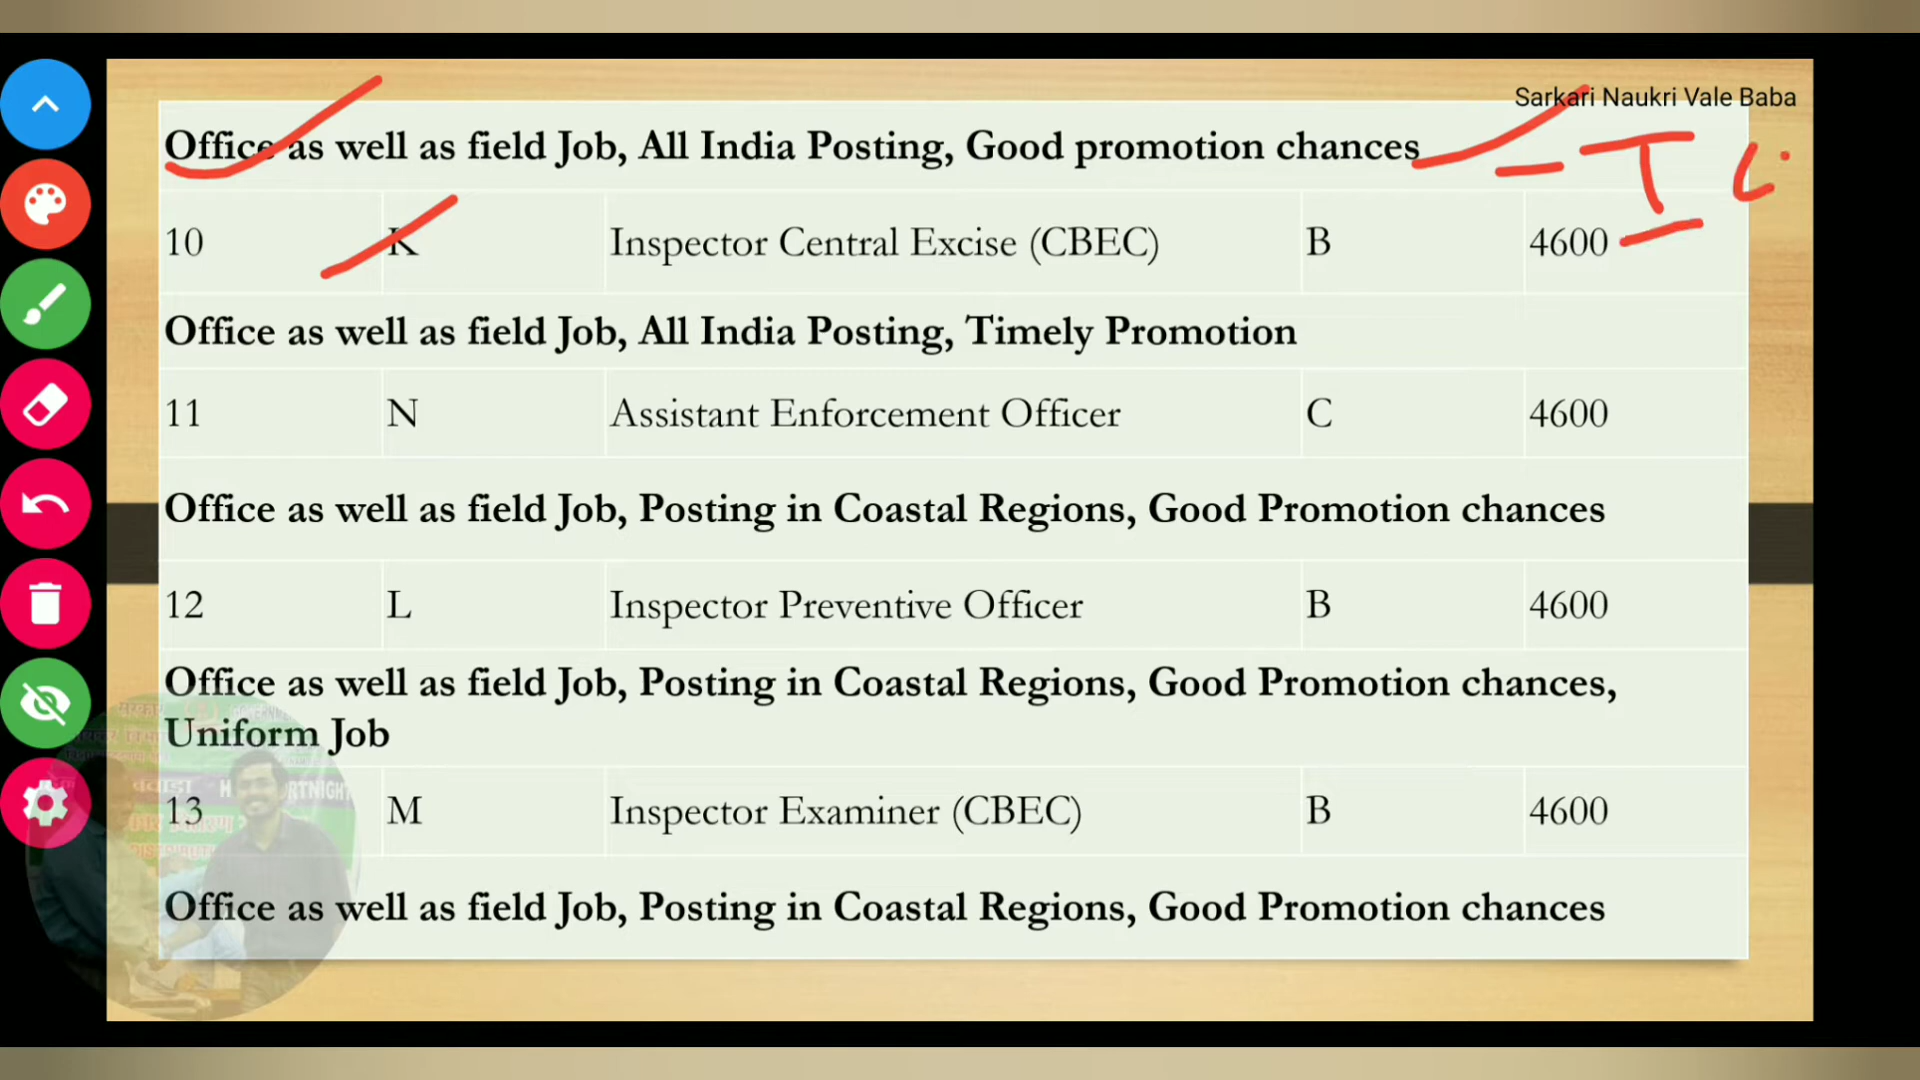 Sarkari Naukri Vale Baba
Office as well as field Job, All India Posting, Good promotion chances
10 K Inspector Central Excise (CBEC) B 4600
Office as well as field Job, All India Posting, Timely Promotion
11 N Assistant Enforcement Officer C 4600
Office as well as field Job, Posting in Coastal Regions, Good Promotion chances
12 L Inspector Preventive Officer B 4600
Office as well as field Job, Posting in Coastal Regions, Good Promotion chances,
Uniform Job
13 M Inspector Examiner (CBEC) B 4600
Office as well as field Job, Posting in Coastal Regions, Good Promotion chances